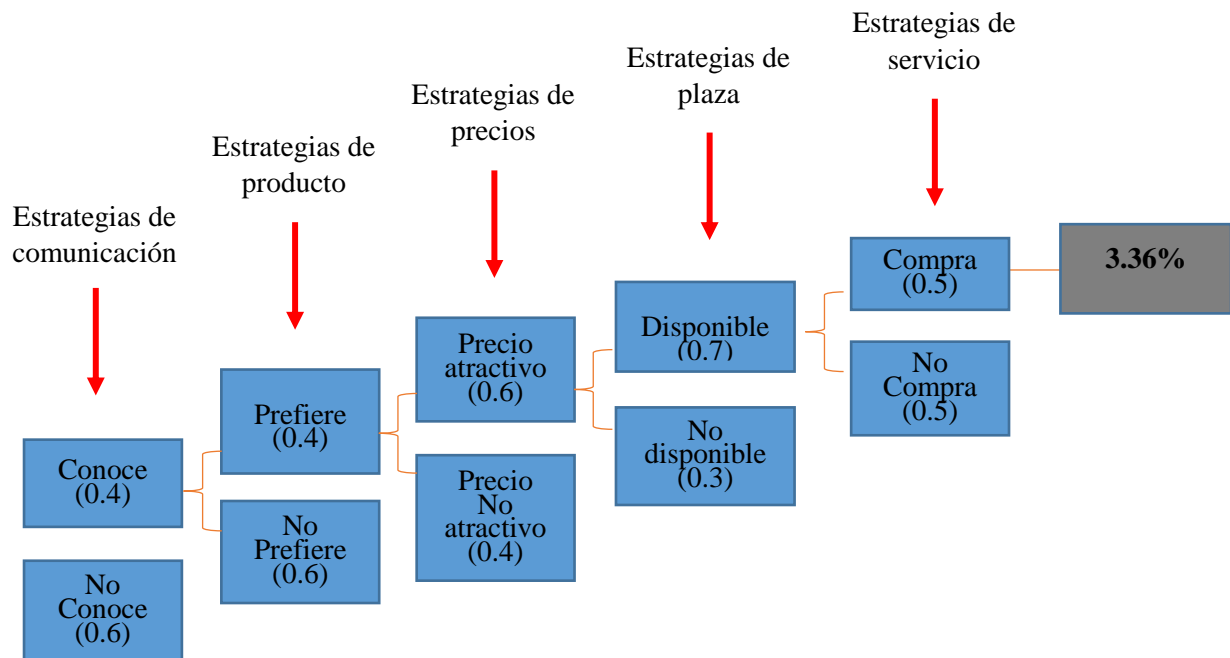 Estrategias de
comunicación
Estrategias de
producto
Estrategias de
precios
Estrategias de
plaza
Estrategias de
servicio
Conoce
(0.4)
No
Conoce
(0.6)
Prefiere
(0.4)
No
Prefiere
(0.6)
Precio
atractivo
(0.6)
Precio
No
atractivo
(0.4)
Disponible
(0.7)
No
disponible
(0.3)
Compra
(0.5)
No
Compra
(0.5)
3.36%